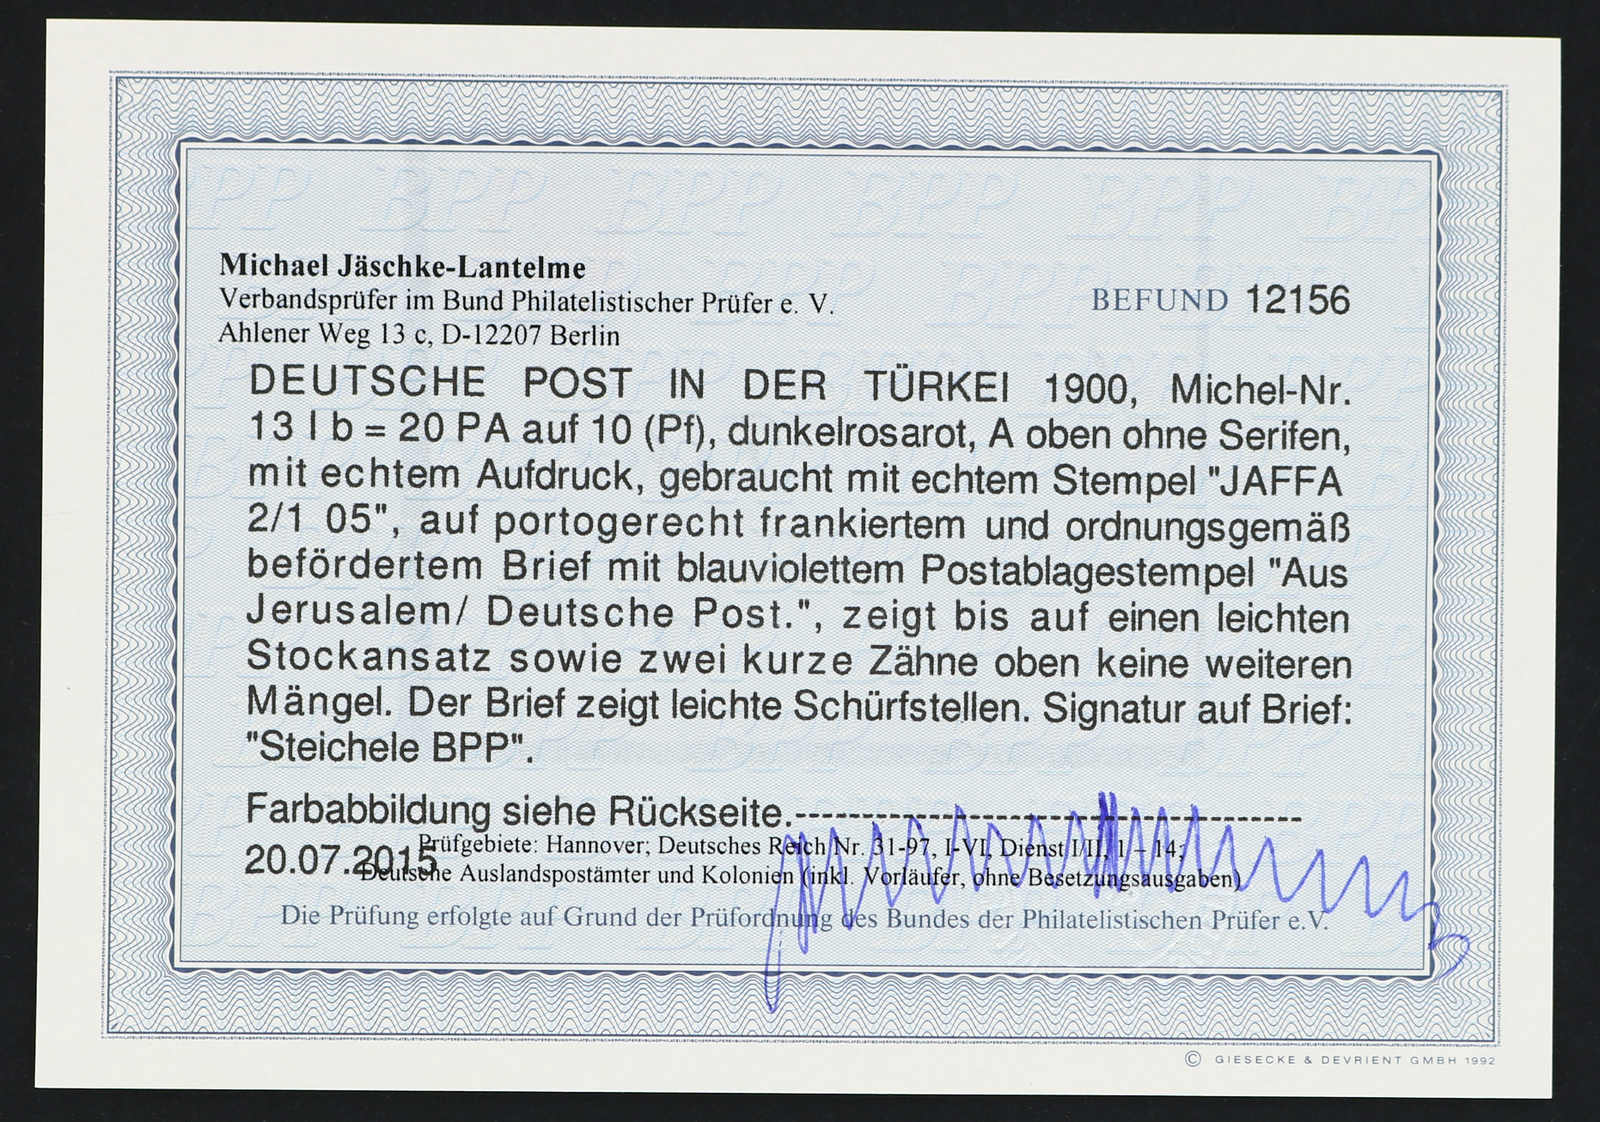 Michael Jäschke-Lantelme
Verbandsprüfer im Bund Philatelistischer Prüfer e. V.
Ahlener Weg 13 c, D-12207 Berlin
BEFUND 12156
DEUTSCHE POST IN DER TÜRKEI 1900, Michel-Nr.
13 I b = 20 PA auf 10 (Pf), dunkelrosarot, A oben ohne Serifen,
mit echtem Aufdruck, gebraucht mit echtem Stempel "JAFFA
2/1 05", auf portogerecht frankiertem und ordnungsgemäß
befördertem Brief mit blauviolettem Postablagestempel "Aus
Jerusalem/ Deutsche Post.", zeigt bis auf einen leichten
Stockansatz sowie zwei kurze Zähne oben keine weiteren
Mängel. Der Brief zeigt leichte Schürfstellen. Signatur auf Brief:
"Steichele BPP".
Farbabbildung siehe Rückseite.--------------------------------------
20.07.2015
Prüfgebiete: Hannover; Deutsches Reich Nr. 31-97, I-VI, Dienst I/II, 1 – 14;
Deutsche Auslandspostämter und Kolonien (inkl. Vorläufer, ohne Besetzungsausgaben)
Die Prüfung erfolgte auf Grund der Prüfordnung des Bundes der Philatelistischen Prüfer e.V.
© GIESECKE & DEVRIENT GMBH 1992